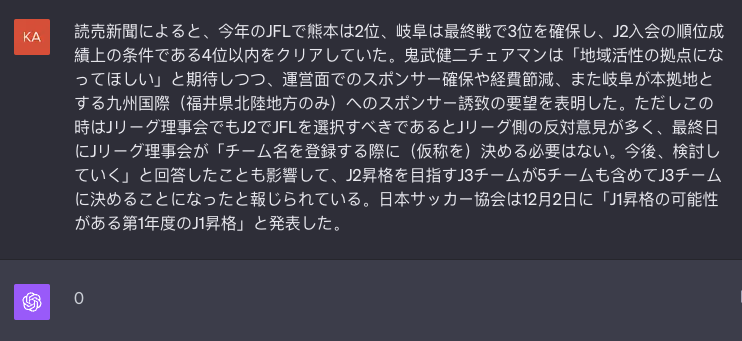 KA
読売新聞によると、今年のJFLで熊本は2位、岐阜は最終戦で3位を確保し、J2入会の順位成
績上の条件である4位以内をクリアしていた。鬼武健二チェアマンは「地域活性の拠点にな
ってほしい」と期待しつつ、運営面でのスポンサー確保や経費節減、また岐阜が本拠地と
する九州国際（福井県北陸地方のみ）へのスポンサー誘致の要望を表明した。ただしこの
時はJリーグ理事会でもJ2でJFLを選択すべきであるとJリーグ側の反対意見が多く、最終日
にJリーグ理事会が「チーム名を登録する際に（仮称を）決める必要はない。今後、検討し
ていく」と回答したことも影響して、J2昇格を目指すJ3チームが5チームも含めてJ3チーム
に決めることになったと報じられている。日本サッカー協会は12月2日に「J1昇格の可能性
がある第1年度のJ1昇格」と発表した。
0